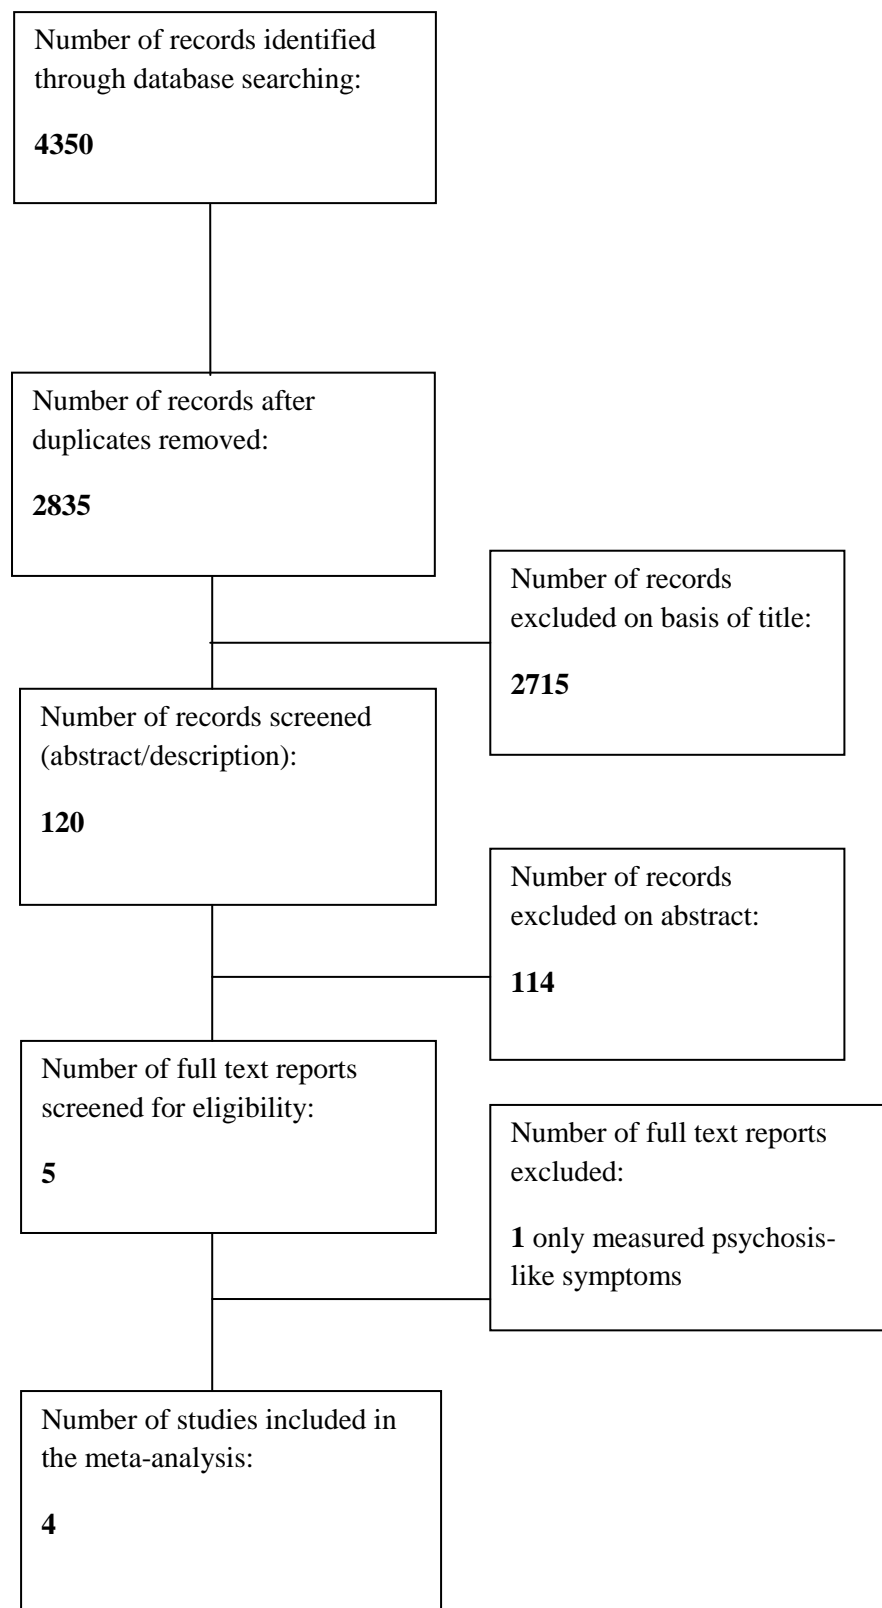 Number of records identified
through database searching:
4350
Number of records after
duplicates removed:
2835
Number of records
excluded on basis of title:
2715
Number of records screened
(abstract/description):
120
Number of records
excluded on abstract:
114
Number of full text reports
screened for eligibility:
5
Number of full text reports
excluded:
1 only measured psychosis-
like symptoms
Number of studies included in
the meta-analysis:
4